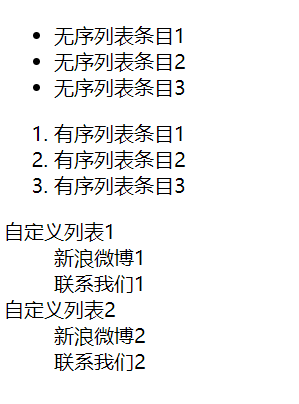 • 无序列表条目1
• 无序列表条目2
• 无序列表条目3
1. 有序列表条目1
2. 有序列表条目2
3. 有序列表条目3
自定义列表1
新浪微博1
联系我们1
自定义列表2
新浪微博2
联系我们2